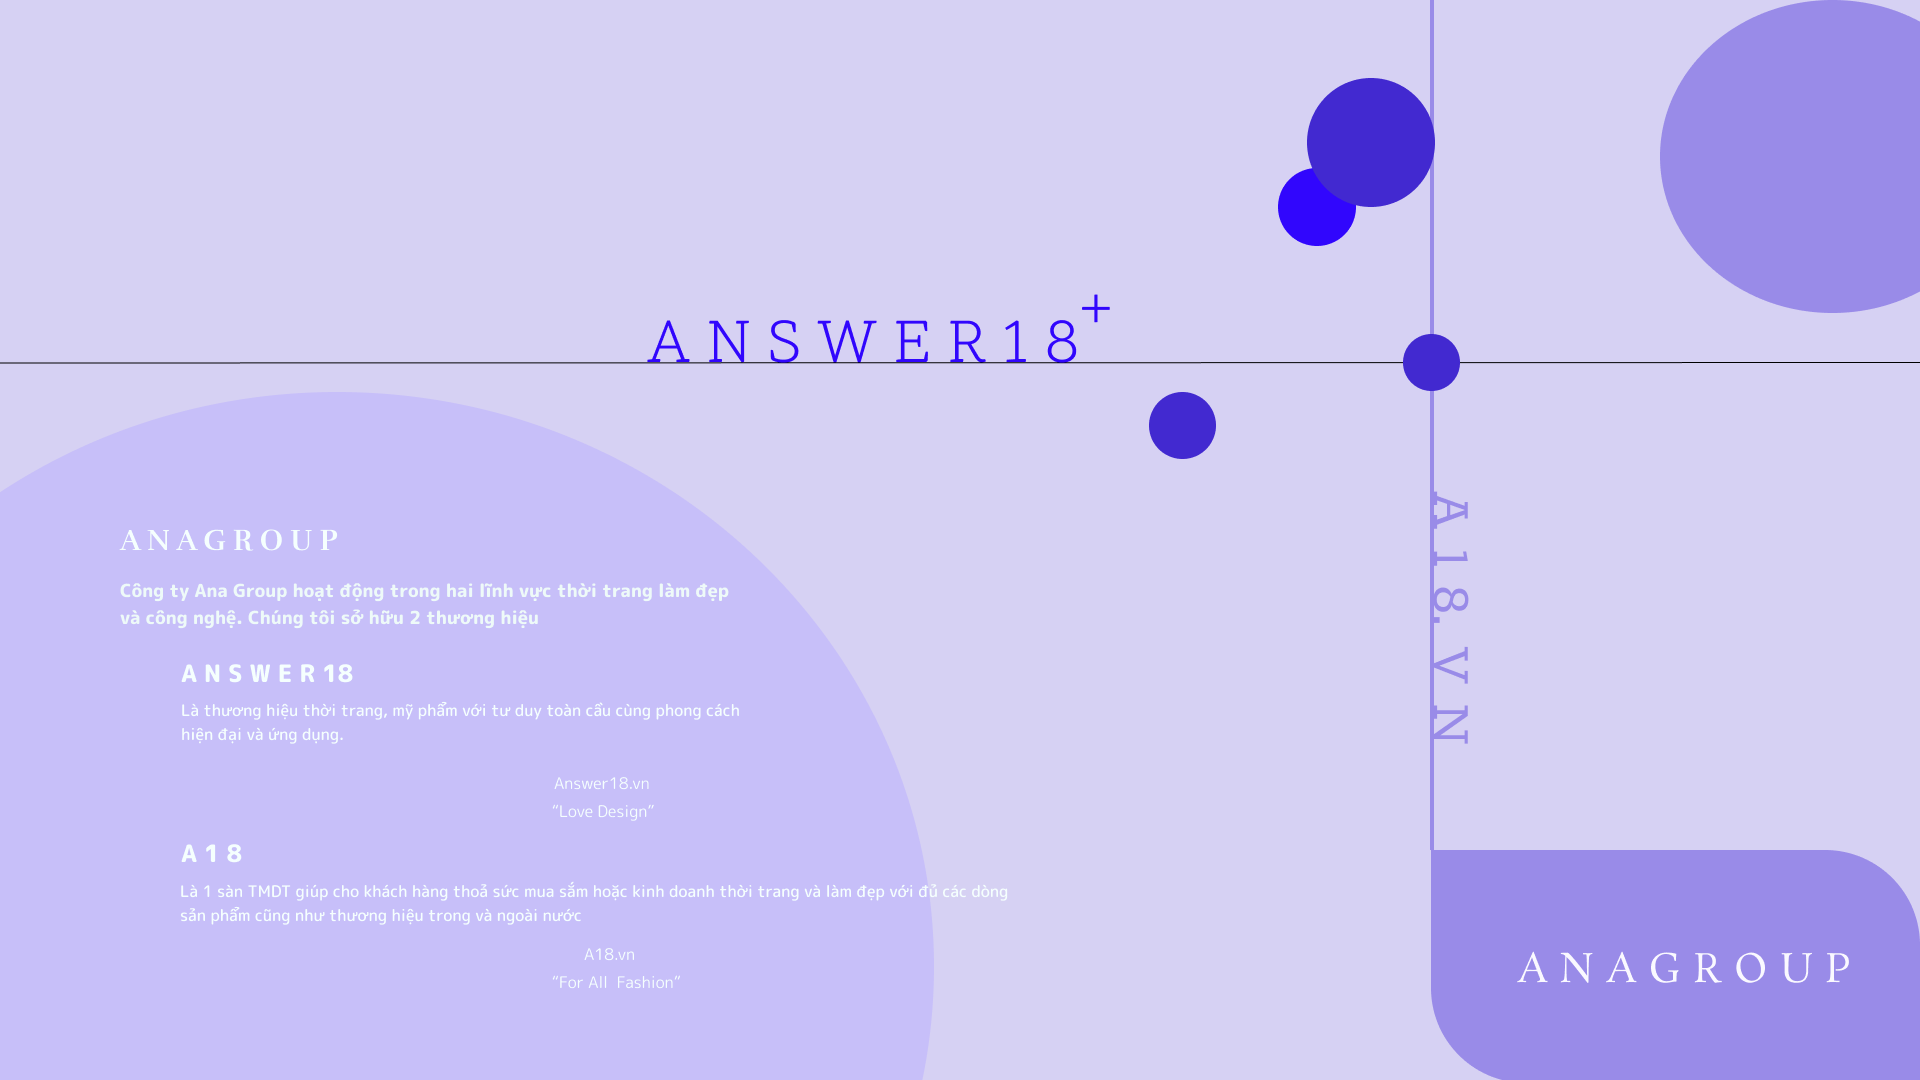 ANSWER18+
ANAGROUP
Công ty Ana Group hoạt động trong hai lĩnh vực thời trang làm đẹp
và công nghệ. Chúng tôi sở hữu 2 thương hiệu
ANSWER18
Là thương hiệu thời trang, mỹ phẩm với tư duy toàn cầu cùng phong cách
hiện đại và ứng dụng.
Answer18.vn
“Love Design”
A18
Là 1 sàn TMDT giúp cho khách hàng thoả sức mua sắm hoặc kinh doanh thời trang và làm đẹp với đủ các dòng
sản phẩm cũng như thương hiệu trong và ngoài nước
A18.vn
“For All  Fashion”
A18.VN
ANAGROUP